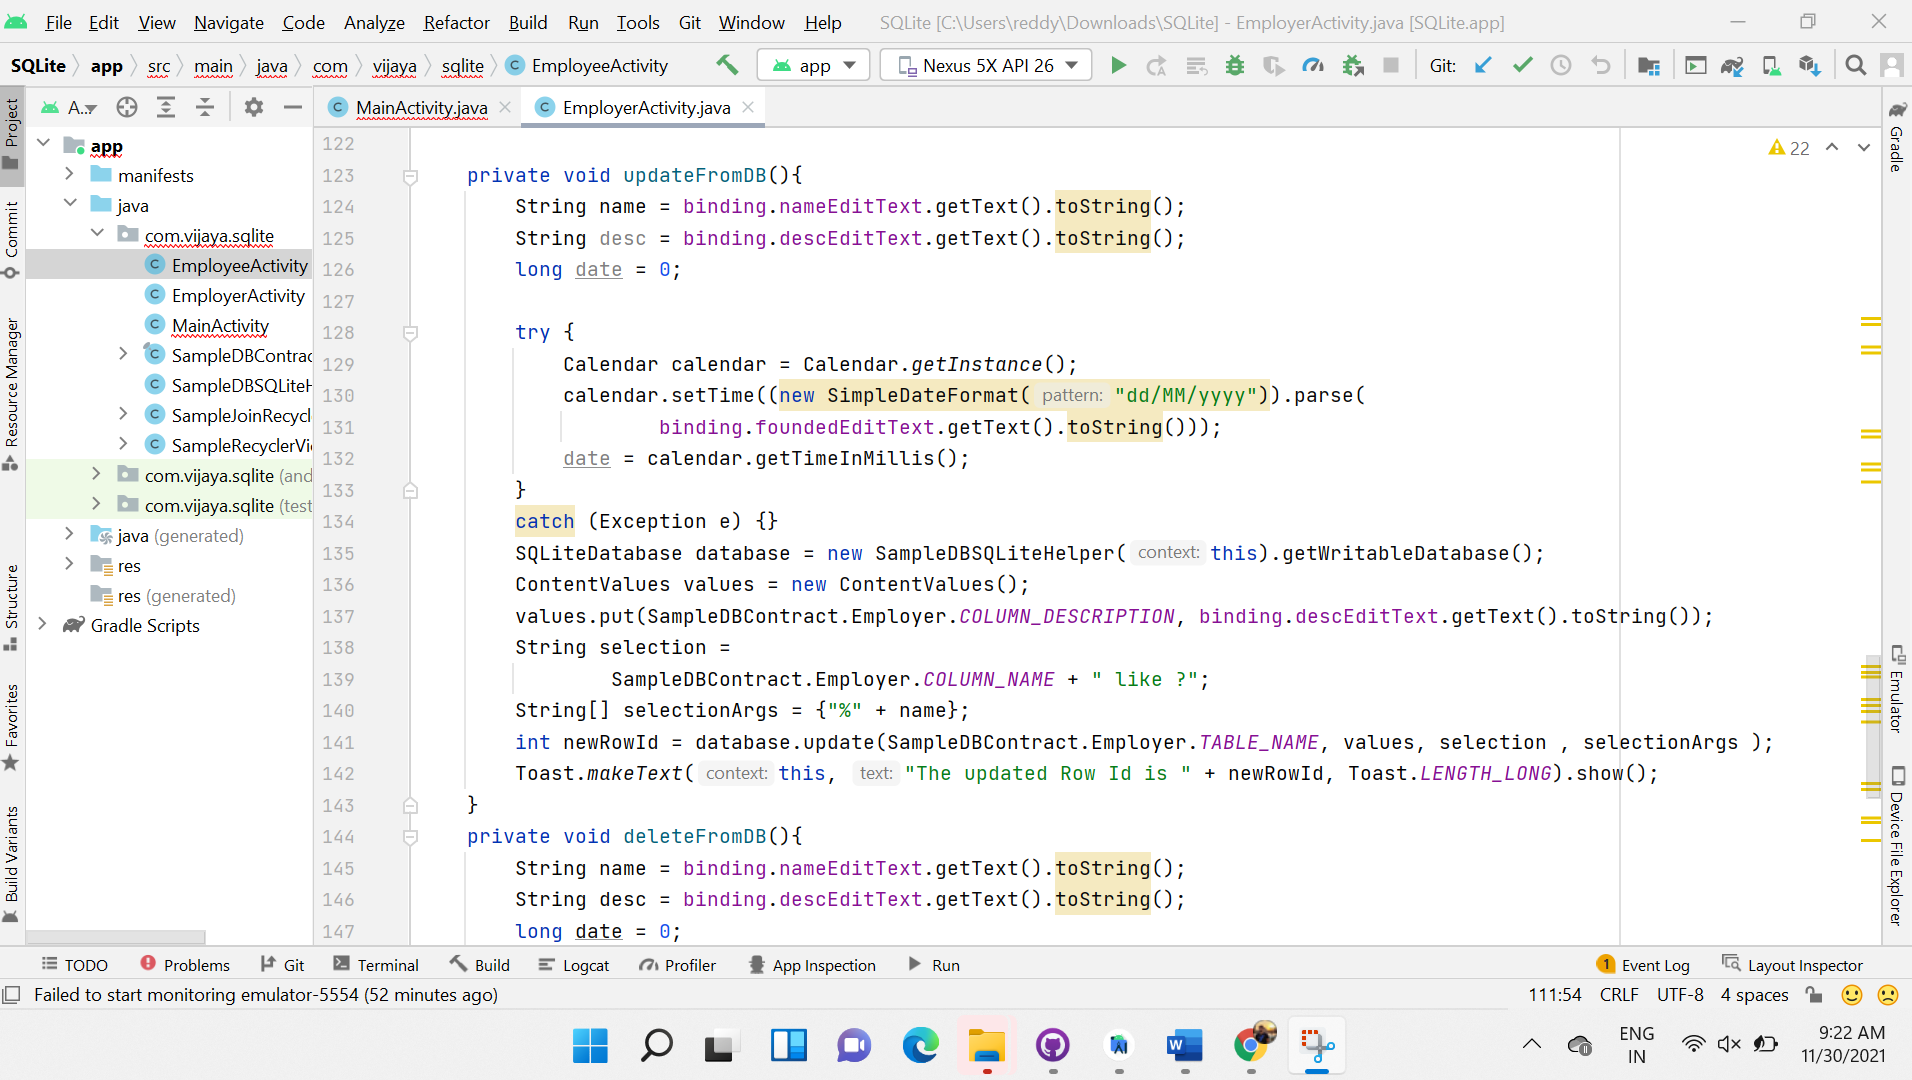 File Edit View Navigate Code Analyze Refactor Build Run Tools Git Window Help SQLite [C:\Users\reddy\Downloads\SQLite] - EmployerActivity.java [SQLite.app]
SQLite app src main java com vijaya sqlite EmployeeActivity app Nexus 5X API 26 Git:
A... MainActivity.java EmployerActivity.java
Project
Commit
Resource Manager
Structure
Favorites
Build Variants
app
manifests
java
com.vijaya.sqlite
EmployeeActivity
EmployerActivity
MainActivity
SampleDBContrac
SampleDBSQLiteH
SampleJoinRecycl
SampleRecyclerVi
com.vijaya.sqlite (and
com.vijaya.sqlite (test
java (generated)
res
res (generated)
Gradle Scripts
22
122
123 private void updateFromDB(){
124 String name = binding.nameEditText.getText().toString();
125 String desc = binding.descEditText.getText().toString();
126 long date = 0;
127
128 try {
129 Calendar calendar = Calendar.getInstance();
130 calendar.setTime((new SimpleDateFormat( pattern: "dd/MM/yyyy")).parse(
131 binding.foundedEditText.getText().toString()));
132 date = calendar.getTimeInMillis();
133 }
134 catch (Exception e) {}
135 SQLiteDatabase database = new SampleDBSQLiteHelper( context: this).getWritableDatabase();
136 ContentValues values = new ContentValues();
137 values.put(SampleDBContract.Employer.COLUMN_DESCRIPTION, binding.descEditText.getText().toString());
138 String selection =
139 SampleDBContract.Employer.COLUMN_NAME + " like ?";
140 String[] selectionArgs = {"%" + name};
141 int newRowId = database.update(SampleDBContract.Employer.TABLE_NAME, values, selection , selectionArgs );
142 Toast.makeText( context: this, text: "The updated Row Id is " + newRowId, Toast.LENGTH_LONG).show();
143 }
144 private void deleteFromDB(){
145 String name = binding.nameEditText.getText().toString();
146 String desc = binding.descEditText.getText().toString();
147 long date = 0;
Gradle
Emulator
Device File Explorer
TODO Problems Git Terminal Build Logcat Profiler App Inspection Run 1 Event Log Layout Inspector
Failed to start monitoring emulator-5554 (52 minutes ago) 111:54 CRLF UTF-8 4 spaces
ENG
IN
9:22 AM
11/30/2021